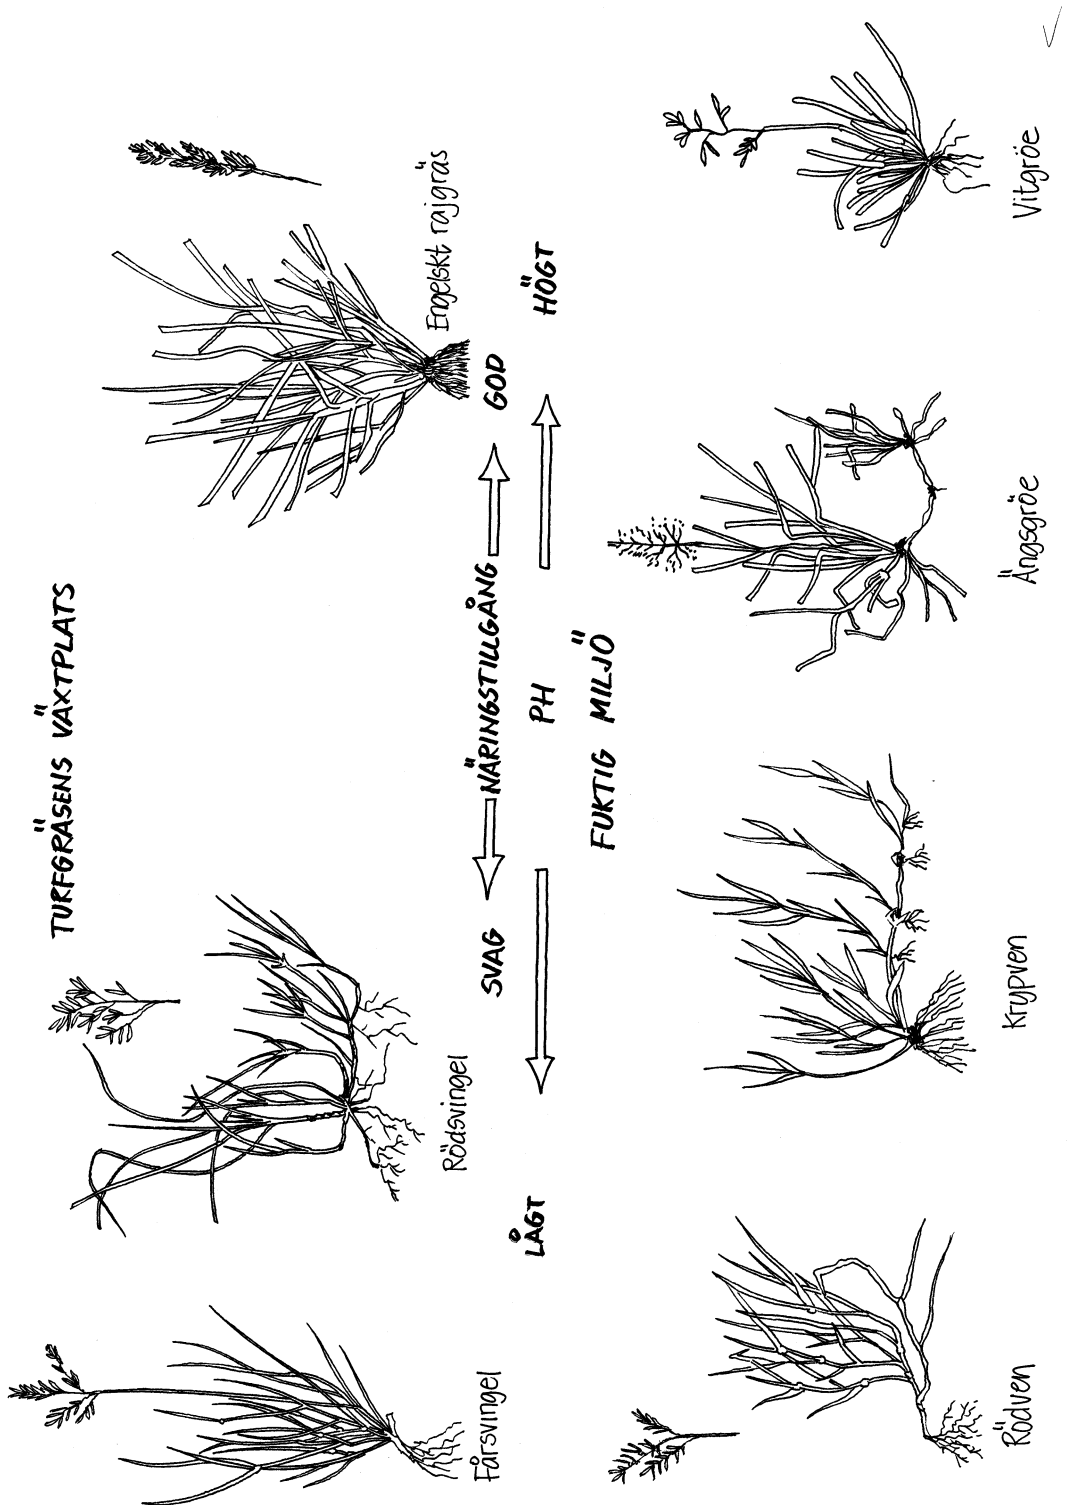 TURFGRÄSENS VÄXTPLATS
Fårsvingel
Rödsvingel
Engelskt rajgräs
SVAG NÄRINGSTILLGÅNG GOD
LÅGT PH HÖGT
FUKTIG MILJÖ
Rödven
Krypven
Ängsgröe
Vitgröe